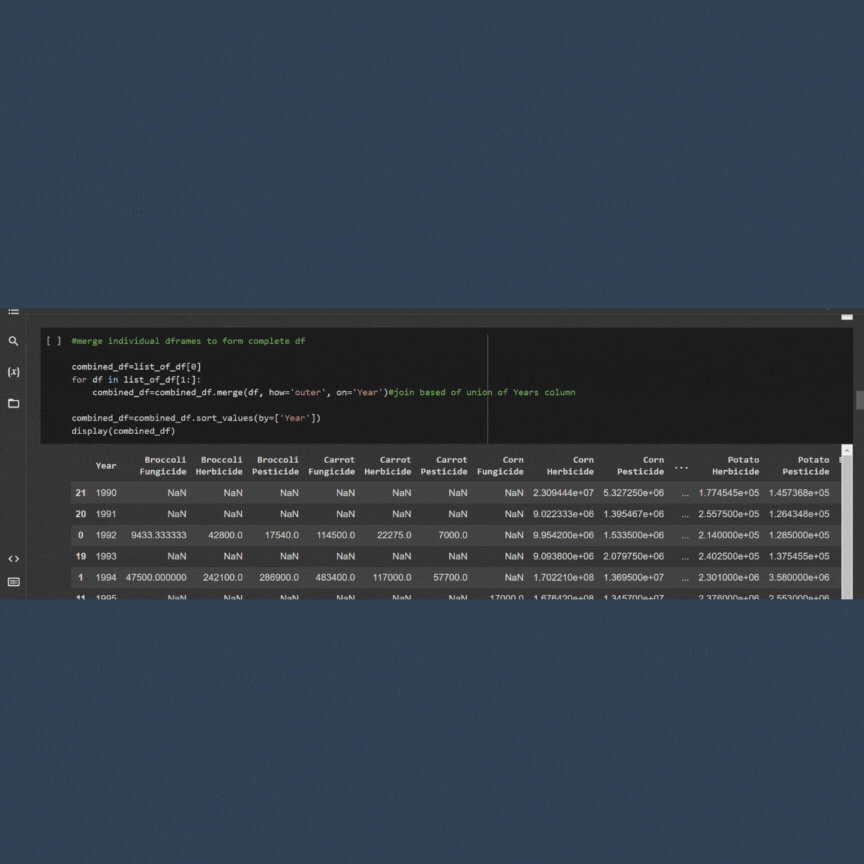 [ ] #merge individual dframes to form complete df
combined_df=list_of_df[0]
for df in list_of_df[1:]:
combined_df=combined_df.merge(df, how='outer', on='Year')#join based of union of Years column
combined_df=combined_df.sort_values(by=['Year'])
display(combined_df)
Year Broccoli Fungicide Broccoli Herbicide Broccoli Pesticide Carrot Fungicide Carrot Herbicide Carrot Pesticide Corn Fungicide Corn Herbicide Corn Pesticide ... Potato Herbicide Potato Pesticide
21 1990 NaN NaN NaN NaN NaN NaN NaN 2.309444e+07 5.327250e+06 ... 1.774545e+05 1.457368e+05
20 1991 NaN NaN NaN NaN NaN NaN NaN 9.022333e+06 1.395467e+06 ... 2.557500e+05 1.264348e+05
0 1992 9433.333333 42800.0 17540.0 114500.0 22275.0 7000.0 NaN 9.954200e+06 1.533500e+06 ... 2.140000e+05 1.285000e+05
19 1993 NaN NaN NaN NaN NaN NaN NaN 9.093800e+06 2.079750e+06 ... 2.402500e+05 1.375455e+05
1 1994 47500.000000 242100.0 286900.0 483400.0 117000.0 57700.0 NaN 1.702210e+08 1.369500e+07 ... 2.301000e+06 3.580000e+06
11 1995 NaN NaN NaN NaN NaN NaN 17000.0 1.676420e+08 1.345700e+07 ... 2.376000e+06 2.553000e+06